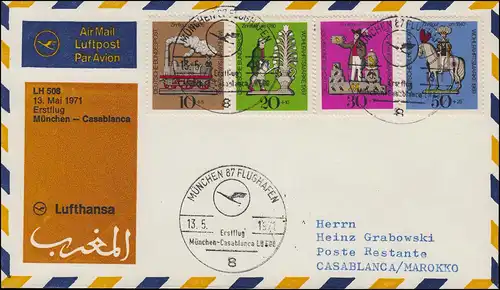 Air Mail
Luftpost
Par Avion
LH 508
13. Mai 1971
Erstflug
München — Casablanca
Lufthansa
المغرب
10
20
30
50
MÜNCHEN 87 FLUGHAFEN
13.5. 1971
Erstflug
München-Casablanca LH 508
8
Herrn
Heinz Grabowski
Poste Restante
CASABLANCA/MAROKKO